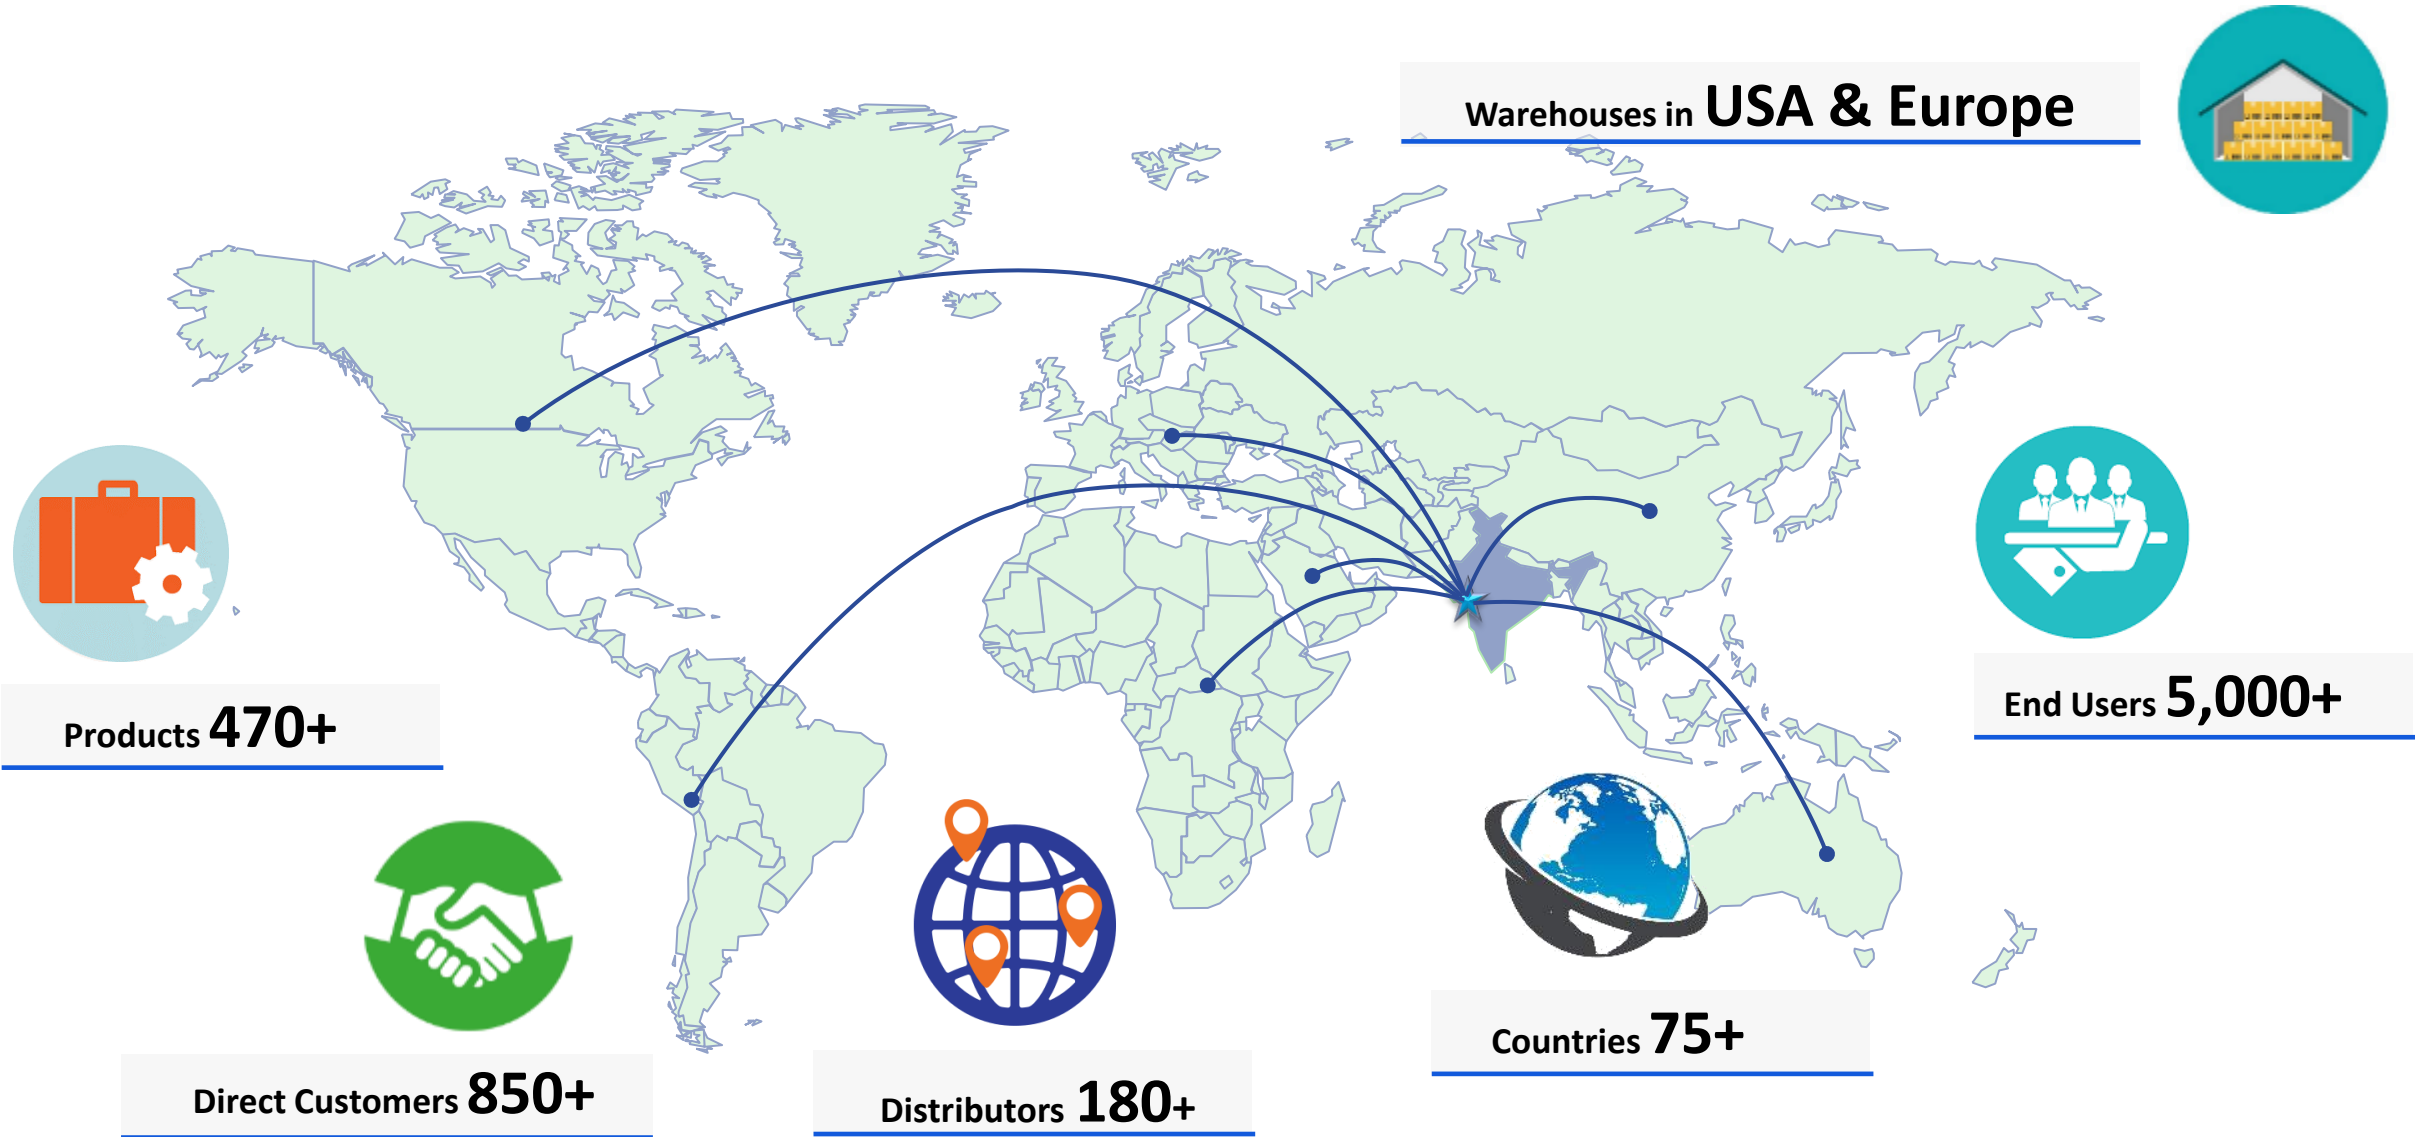 Warehouses in USA & Europe
Products 470+
End Users 5,000+
Direct Customers 850+
Distributors 180+
Countries 75+